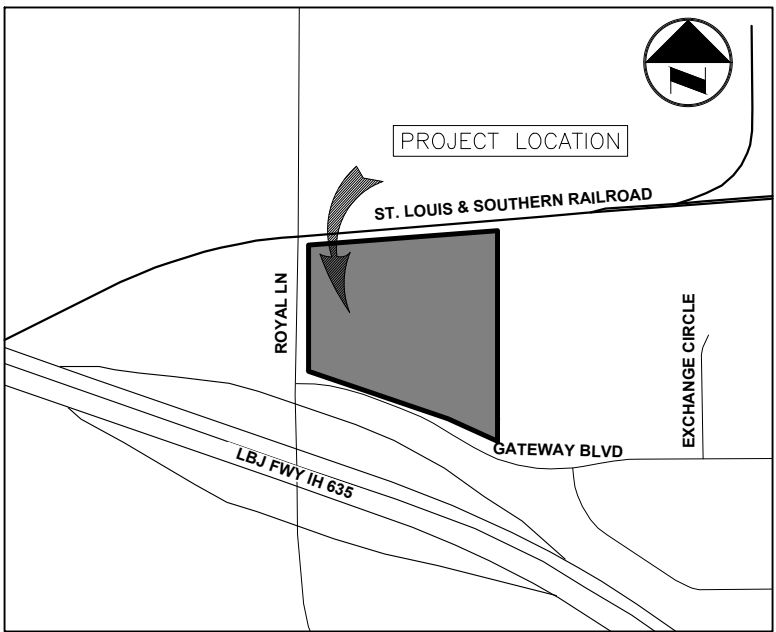 N
PROJECT LOCATION
ST. LOUIS & SOUTHERN RAILROAD
ROYAL LN
EXCHANGE CIRCLE
GATEWAY BLVD
LBJ FWY IH 635